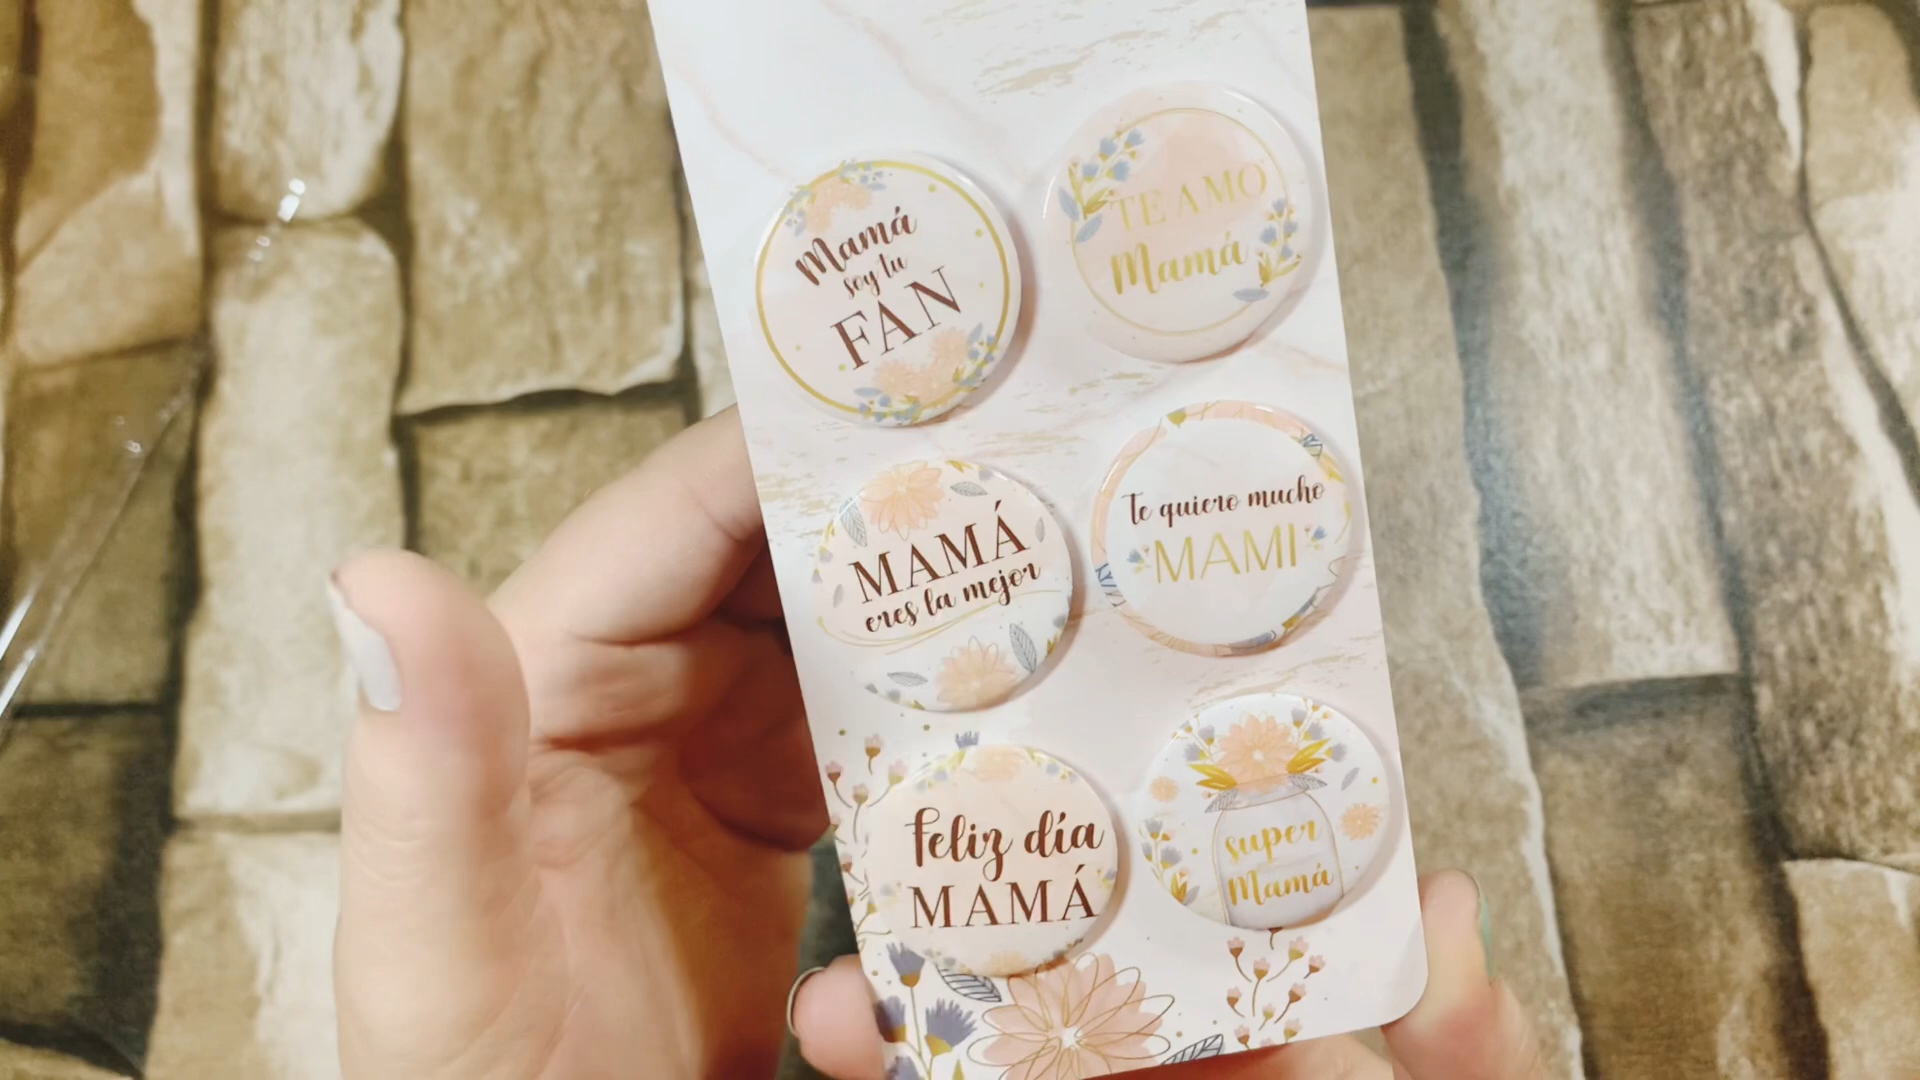 Mamá
soy tu
FAN
TE AMO
Mamá
MAMÁ
eres la mejor
Te quiero mucho
MAMI
feliz día
MAMÁ
super
Mamá